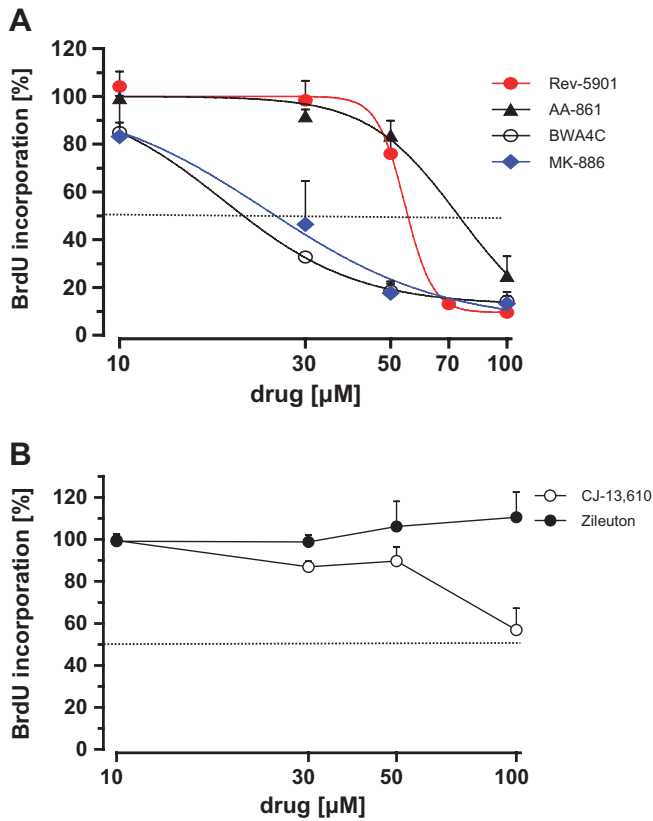 A
BrdU incorporation [%]
120
100
80
60
40
20
0
10
30
50
70
100
drug [µM]
Rev-5901
AA-861
BWA4C
MK-886
B
BrdU incorporation [%]
120
100
80
60
40
20
0
10
30
50
100
drug [µM]
CJ-13,610
Zileuton